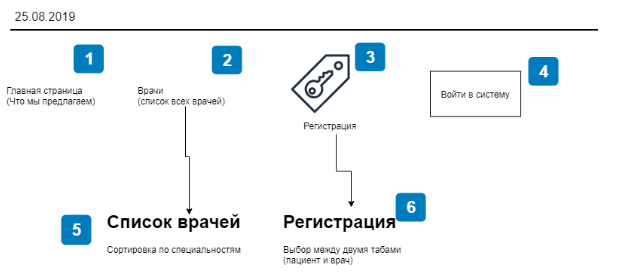 25.08.2019
1
2
3
4
Главная страница
(Что мы предлагаем)
Врачи
(список всех врачей)
Регистрация
Войти в систему
5
Список врачей
Сортировка по специальностям
6
Регистрация
Выбор между двумя табами
(пациент и врач)